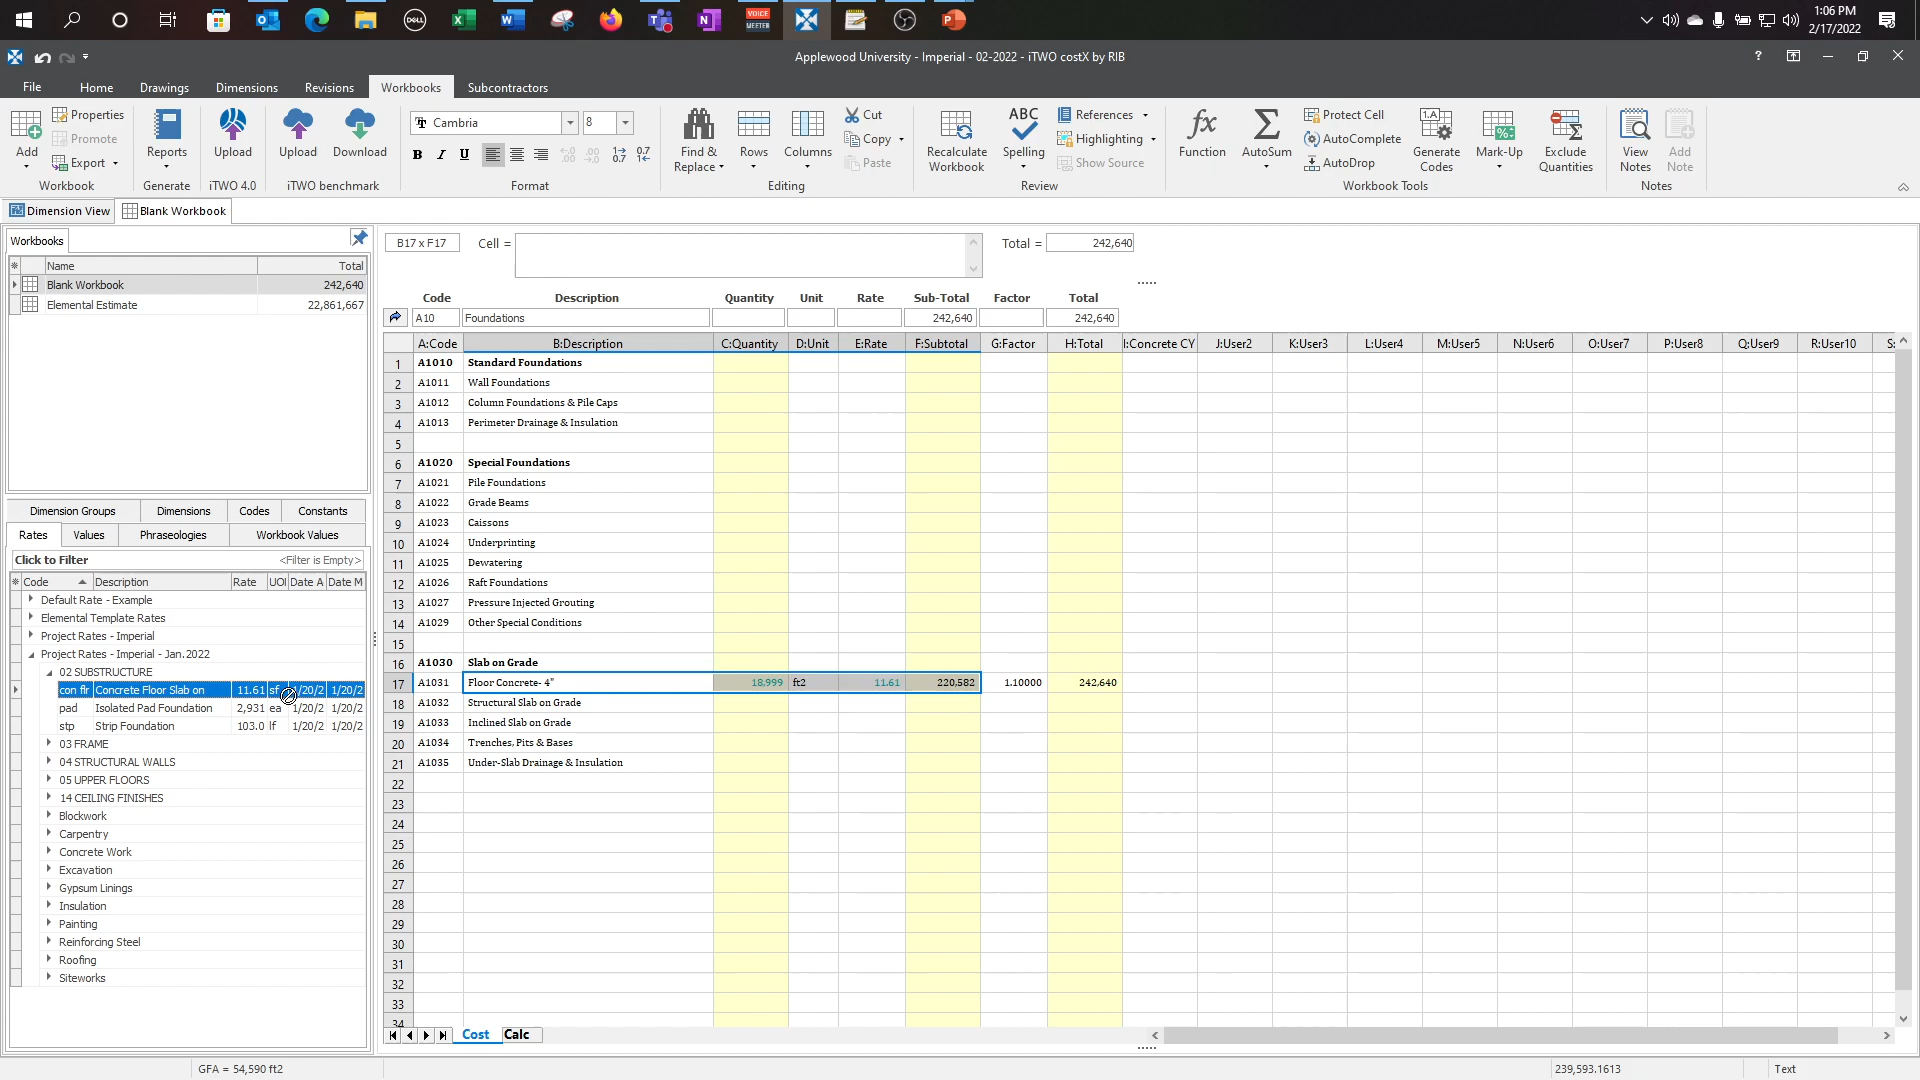 DELL
VOICE MEETER
1:06 PM
2/17/2022
Applewood University - Imperial - 02-2022 - iTWO costX by RIB
File Home Drawings Dimensions Revisions Workbooks Subcontractors
Add Properties Promote Export Workbook
Reports Generate
Upload iTWO 4.0
Upload Download iTWO benchmark
Cambria 8
B I U Format
Find & Replace Rows Columns
Cut Copy Paste
Editing
Recalculate Workbook
ABC Spelling
References Highlighting Show Source
Review
Function AutoSum
Protect Cell AutoComplete AutoDrop
Generate Codes Mark-Up Exclude Quantities
Workbook Tools
View Notes Add Note
Notes
Dimension View Blank Workbook
Workbooks
Name Total
Blank Workbook 242,640
Elemental Estimate 22,861,667
Dimension Groups Dimensions Codes Constants
Rates Values Phraseologies Workbook Values
Click to Filter <Filter is Empty>
Code Description Rate UOI Date A Date M
Default Rate - Example
Elemental Template Rates
Project Rates - Imperial
Project Rates - Imperial - Jan.2022
02 SUBSTRUCTURE
con flr Concrete Floor Slab on 11.61 sf 1/20/2 1/20/2
pad Isolated Pad Foundation 2,931 ea 1/20/2 1/20/2
stp Strip Foundation 103.0 lf 1/20/2 1/20/2
03 FRAME
04 STRUCTURAL WALLS
05 UPPER FLOORS
14 CEILING FINISHES
Blockwork
Carpentry
Concrete Work
Excavation
Gypsum Linings
Insulation
Painting
Reinforcing Steel
Roofing
Siteworks
B17 x F17 Cell = Total = 242,640
Code Description Quantity Unit Rate Sub-Total Factor Total
A10 Foundations 242,640 242,640
A:Code B:Description C:Quantity D:Unit E:Rate F:Subtotal G:Factor H:Total I:Concrete CY J:User2 K:User3 L:User4 M:User5 N:User6 O:User7 P:User8 Q:User9 R:User10 S:
1 A1010 Standard Foundations
2 A1011 Wall Foundations
3 A1012 Column Foundations & Pile Caps
4 A1013 Perimeter Drainage & Insulation
5
6 A1020 Special Foundations
7 A1021 Pile Foundations
8 A1022 Grade Beams
9 A1023 Caissons
10 A1024 Underprinting
11 A1025 Dewatering
12 A1026 Raft Foundations
13 A1027 Pressure Injected Grouting
14 A1029 Other Special Conditions
15
16 A1030 Slab on Grade
17 A1031 Floor Concrete- 4" 18,999 ft2 11.61 220,582 1.10000 242,640
18 A1032 Structural Slab on Grade
19 A1033 Inclined Slab on Grade
20 A1034 Trenches, Pits & Bases
21 A1035 Under-Slab Drainage & Insulation
22
23
24
25
26
27
28
29
30
31
32
33
34
Cost Calc
GFA = 54,590 ft2 239,593.1613 Text